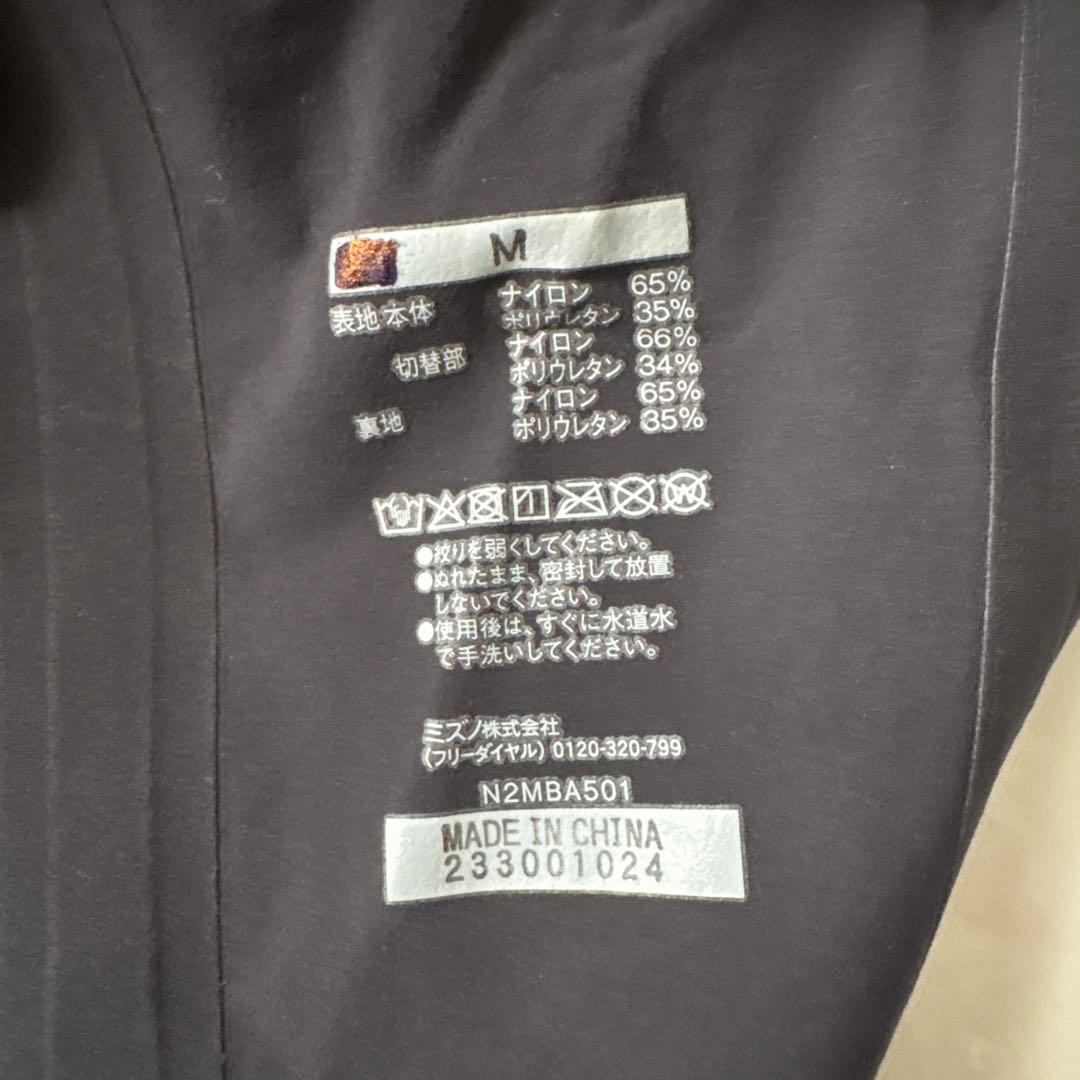 M
表地 本体 ナイロン 65%
ポリウレタン 35%
切替部 ナイロン 66%
ポリウレタン 34%
裏地 ナイロン 65%
ポリウレタン 35%
●絞りを弱くしてください。
●ぬれたまま、密封して放置
しないでください。
●使用後は、すぐに水道水
で手洗いしてください。
ミズノ株式会社
(フリーダイヤル) 0120-320-799
N2MBA501
MADE IN CHINA
233001024